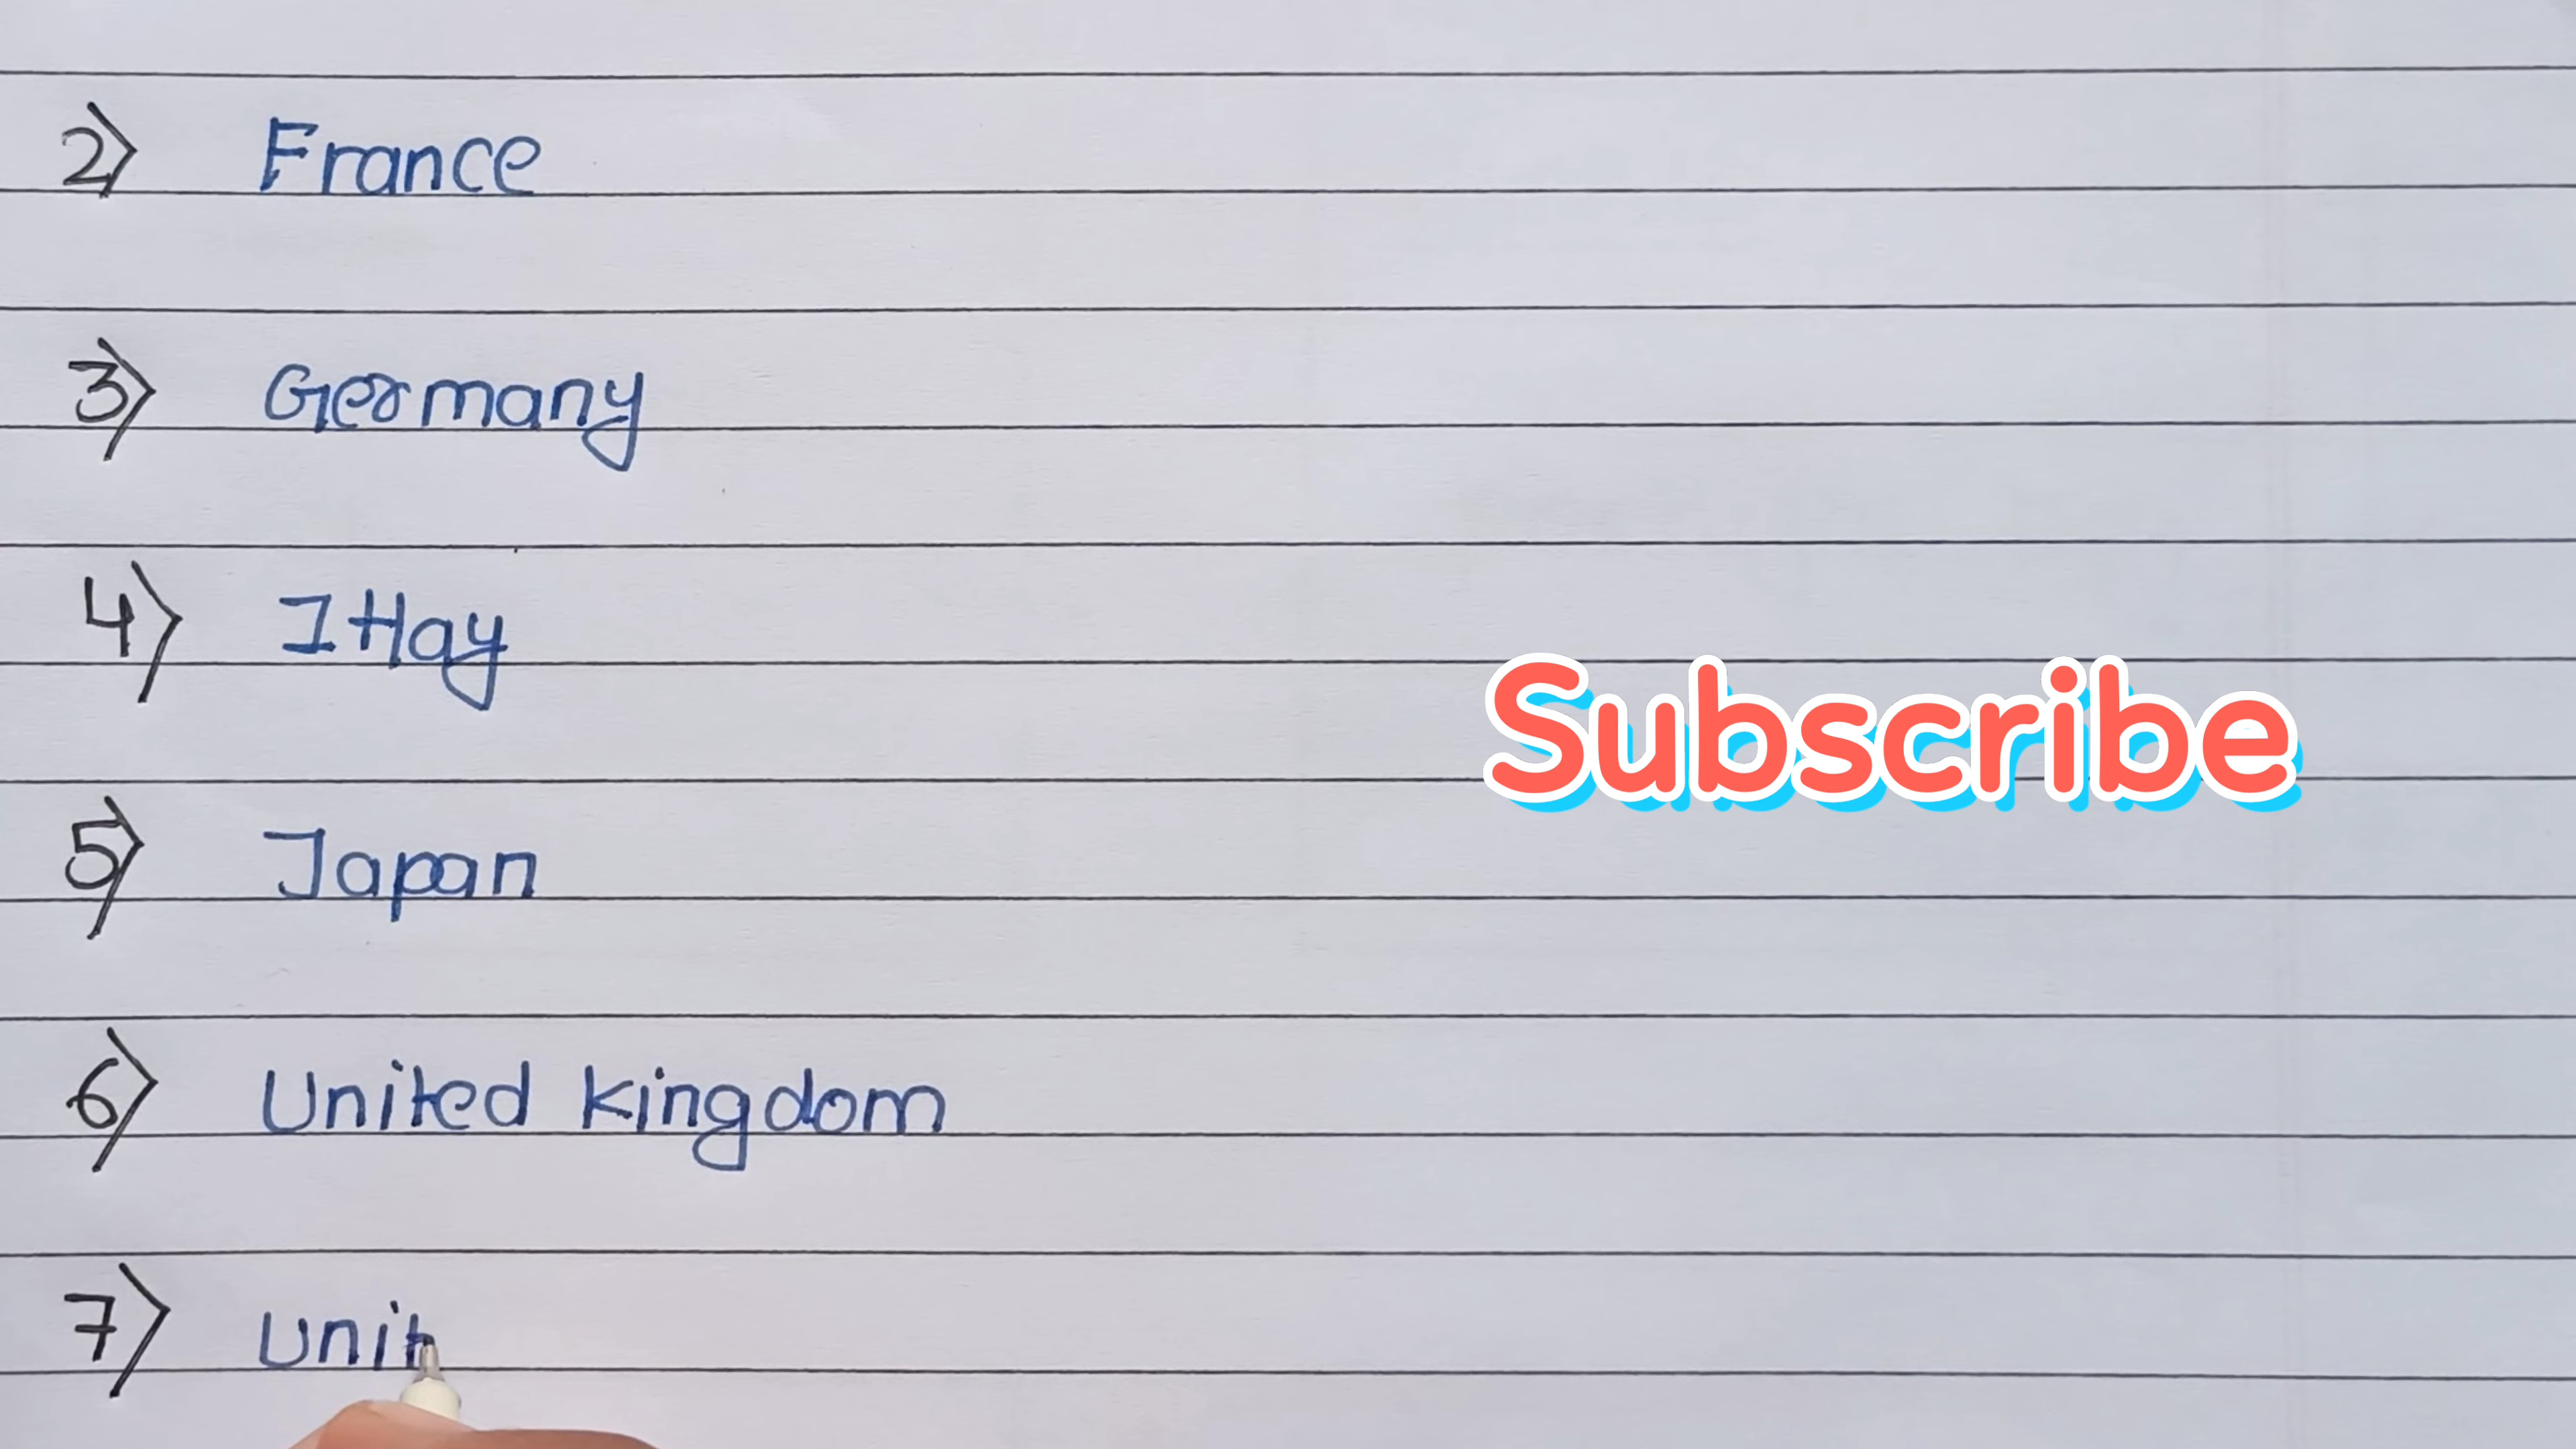 2) France
3) Germany
4) Itlay
Subscribe
5) Japan
6) United kingdom
7) Unit